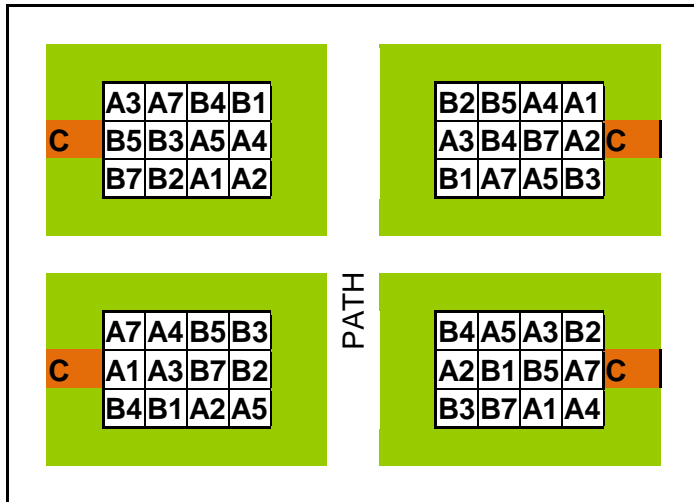 A3 A7 B4 B1 B2 B5 A4 A1
C B5 B3 A5 A4 A3 B4 B7 A2 C
B7 B2 A1 A2 B1 A7 A5 B3
PATH
A7 A4 B5 B3 B4 A5 A3 B2
C A1 A3 B7 B2 A2 B1 B5 A7 C
B4 B1 A2 A5 B3 B7 A1 A4